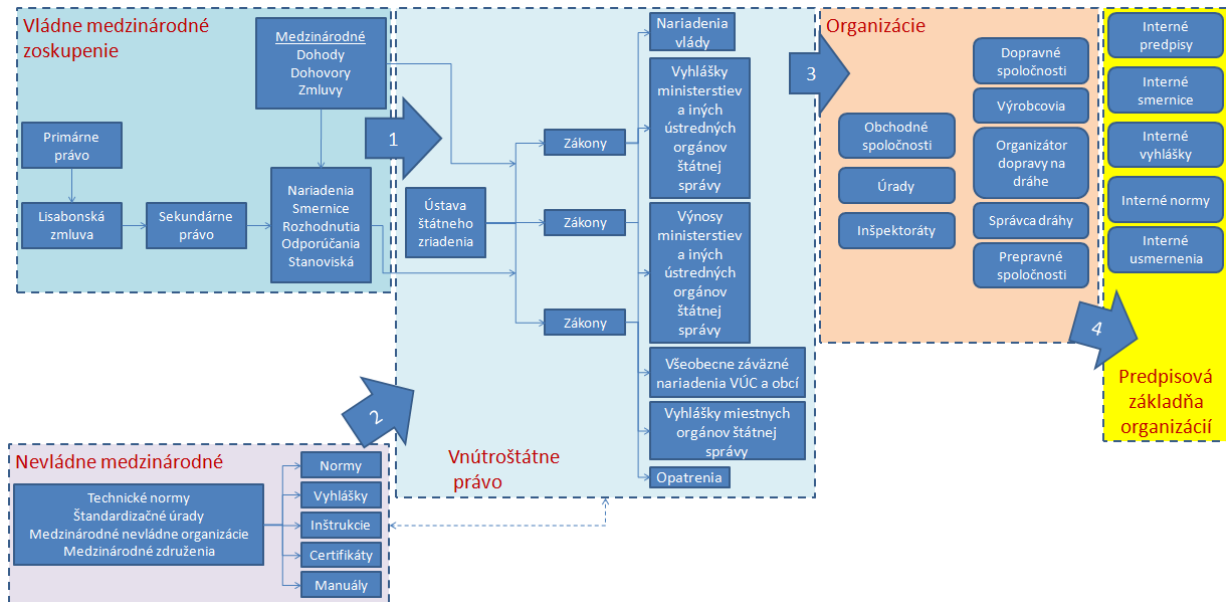 Vládne medzinárodné
zoskupenie
Medzinárodné
Dohody
Dohovory
Zmluvy
Primárne
právo
Lisabonská
zmluva
Sekundárne
právo
Nariadenia
Smernice
Rozhodnutia
Odporúčania
Stanoviská
1
Ústava
štátneho
zriadenia
Zákony
Zákony
Zákony
Nariadenia
vlády
Vyhlášky
ministerstiev
a iných
ústredných
orgánov
štátnej
správy
Výnosy
ministerstiev
a iných
ústredných
orgánov
štátnej
správy
Všeobecne záväzné
nariadenia VÚC a obcí
Vyhlášky miestnych
orgánov štátnej
správy
Opatrenia
Vnútroštátne
právo
2
Nevládne medzinárodné
Technické normy
Štandardizačné úrady
Medzinárodné nevládne organizácie
Medzinárodné združenia
Normy
Vyhlášky
Inštrukcie
Certifikáty
Manuály
3
Organizácie
Obchodné
spoločnosti
Úrady
Inšpektoráty
Dopravné
spoločnosti
Výrobcovia
Organizátor
dopravy na
dráhe
Správca dráhy
Prepravné
spoločnosti
4
Interné
predpisy
Interné
smernice
Interné
vyhlášky
Interné normy
Interné
usmernenia
Predpisová
základňa
organizácií